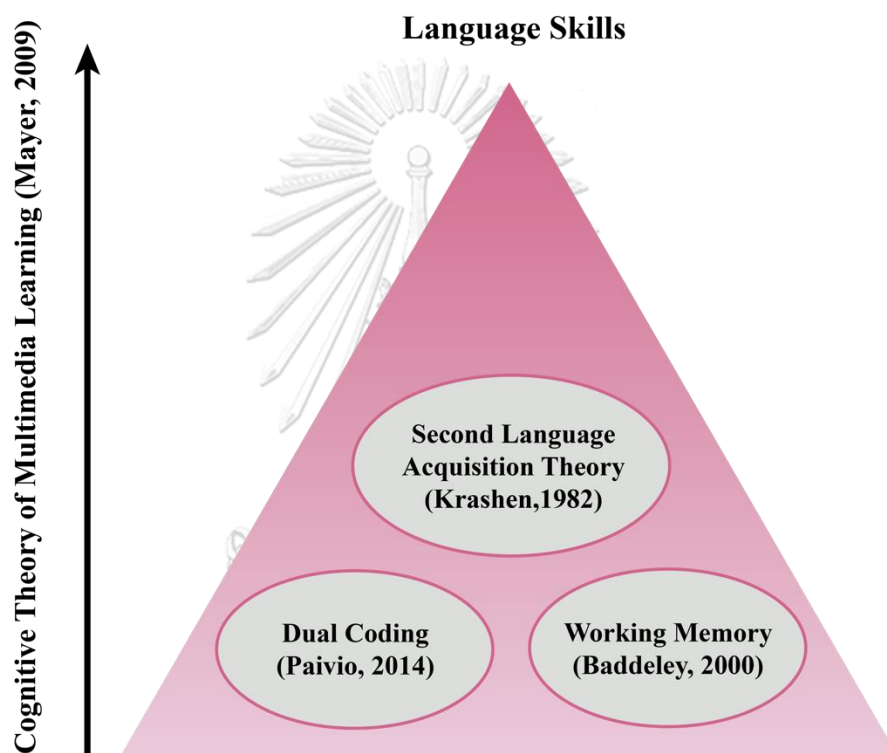 Language Skills
Cognitive Theory of Multimedia Learning (Mayer, 2009)
Second Language
Acquisition Theory
(Krashen,1982)
Dual Coding
(Paivio, 2014)
Working Memory
(Baddeley, 2000)